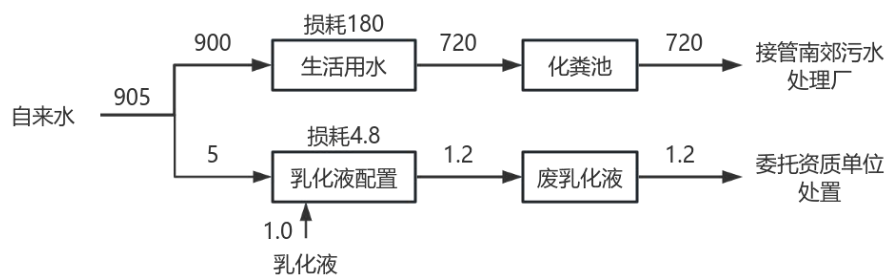 损耗180
900
生活用水
720
化粪池
720
接管南郊污水
处理厂
自来水
905
损耗4.8
5
乳化液配置
1.2
废乳化液
1.2
委托资质单位
处置
1.0
乳化液